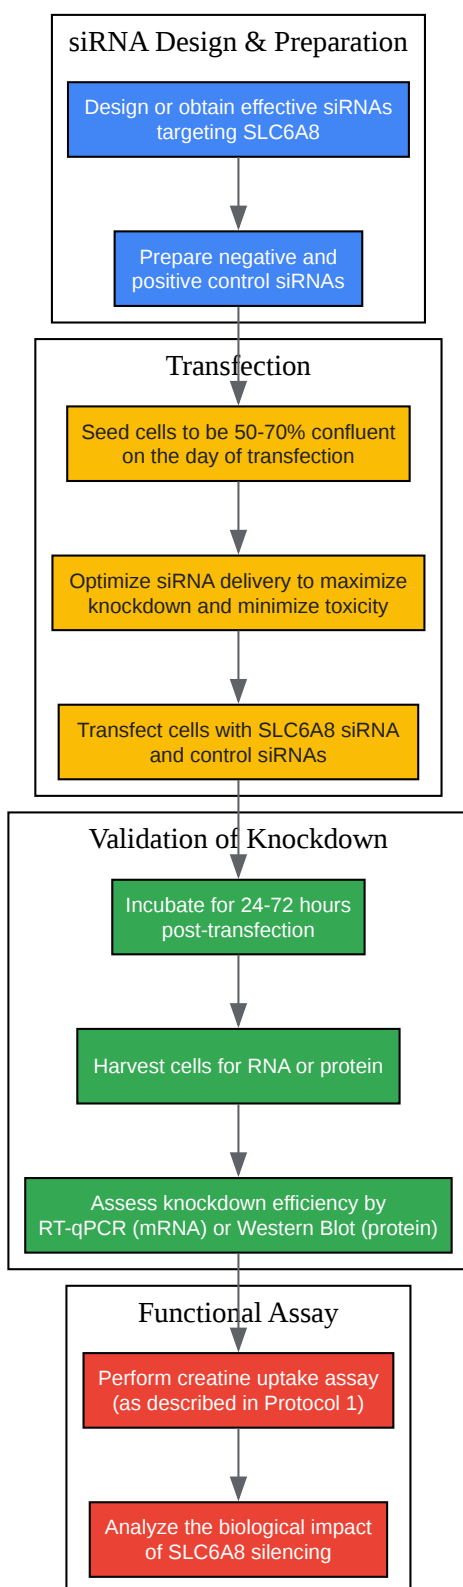 siRNA Design & Preparation
Design or obtain effective siRNAs
targeting SLC6A8
Prepare negative and
positive control siRNAs
Transfection
Seed cells to be 50-70% confluent
on the day of transfection
Optimize siRNA delivery to maximize
knockdown and minimize toxicity
Transfect cells with SLC6A8 siRNA
and control siRNAs
Validation of Knockdown
Incubate for 24-72 hours
post-transfection
Harvest cells for RNA or protein
Assess knockdown efficiency by
RT-qPCR (mRNA) or Western Blot (protein)
Functional Assay
Perform creatine uptake assay
(as described in Protocol 1)
Analyze the biological impact
of SLC6A8 silencing